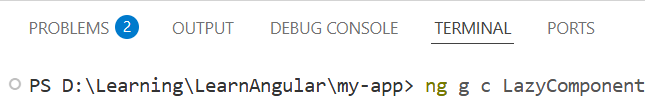 PROBLEMS 2 OUTPUT DEBUG CONSOLE TERMINAL PORTS
PS D:\Learning\LearnAngular\my-app> ng g c LazyComponent